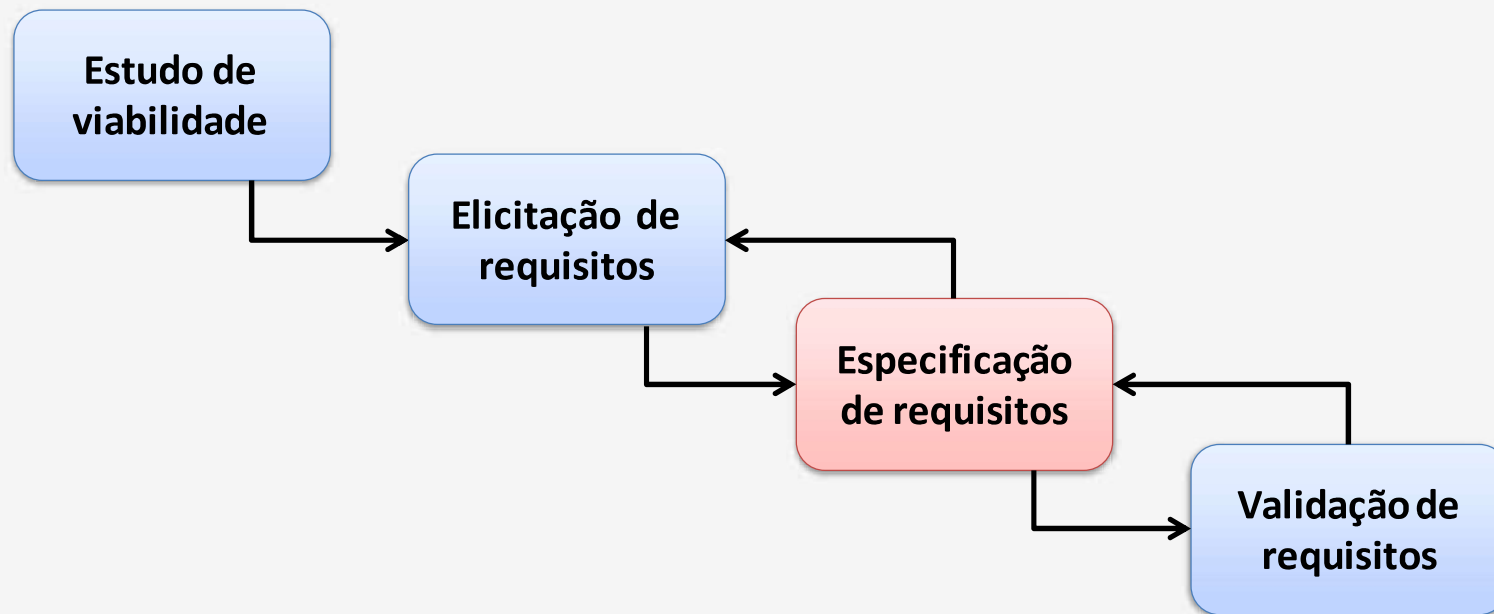 Estudo de
viabilidade
Elicitação de
requisitos
Especificação
de requisitos
Validação de
requisitos